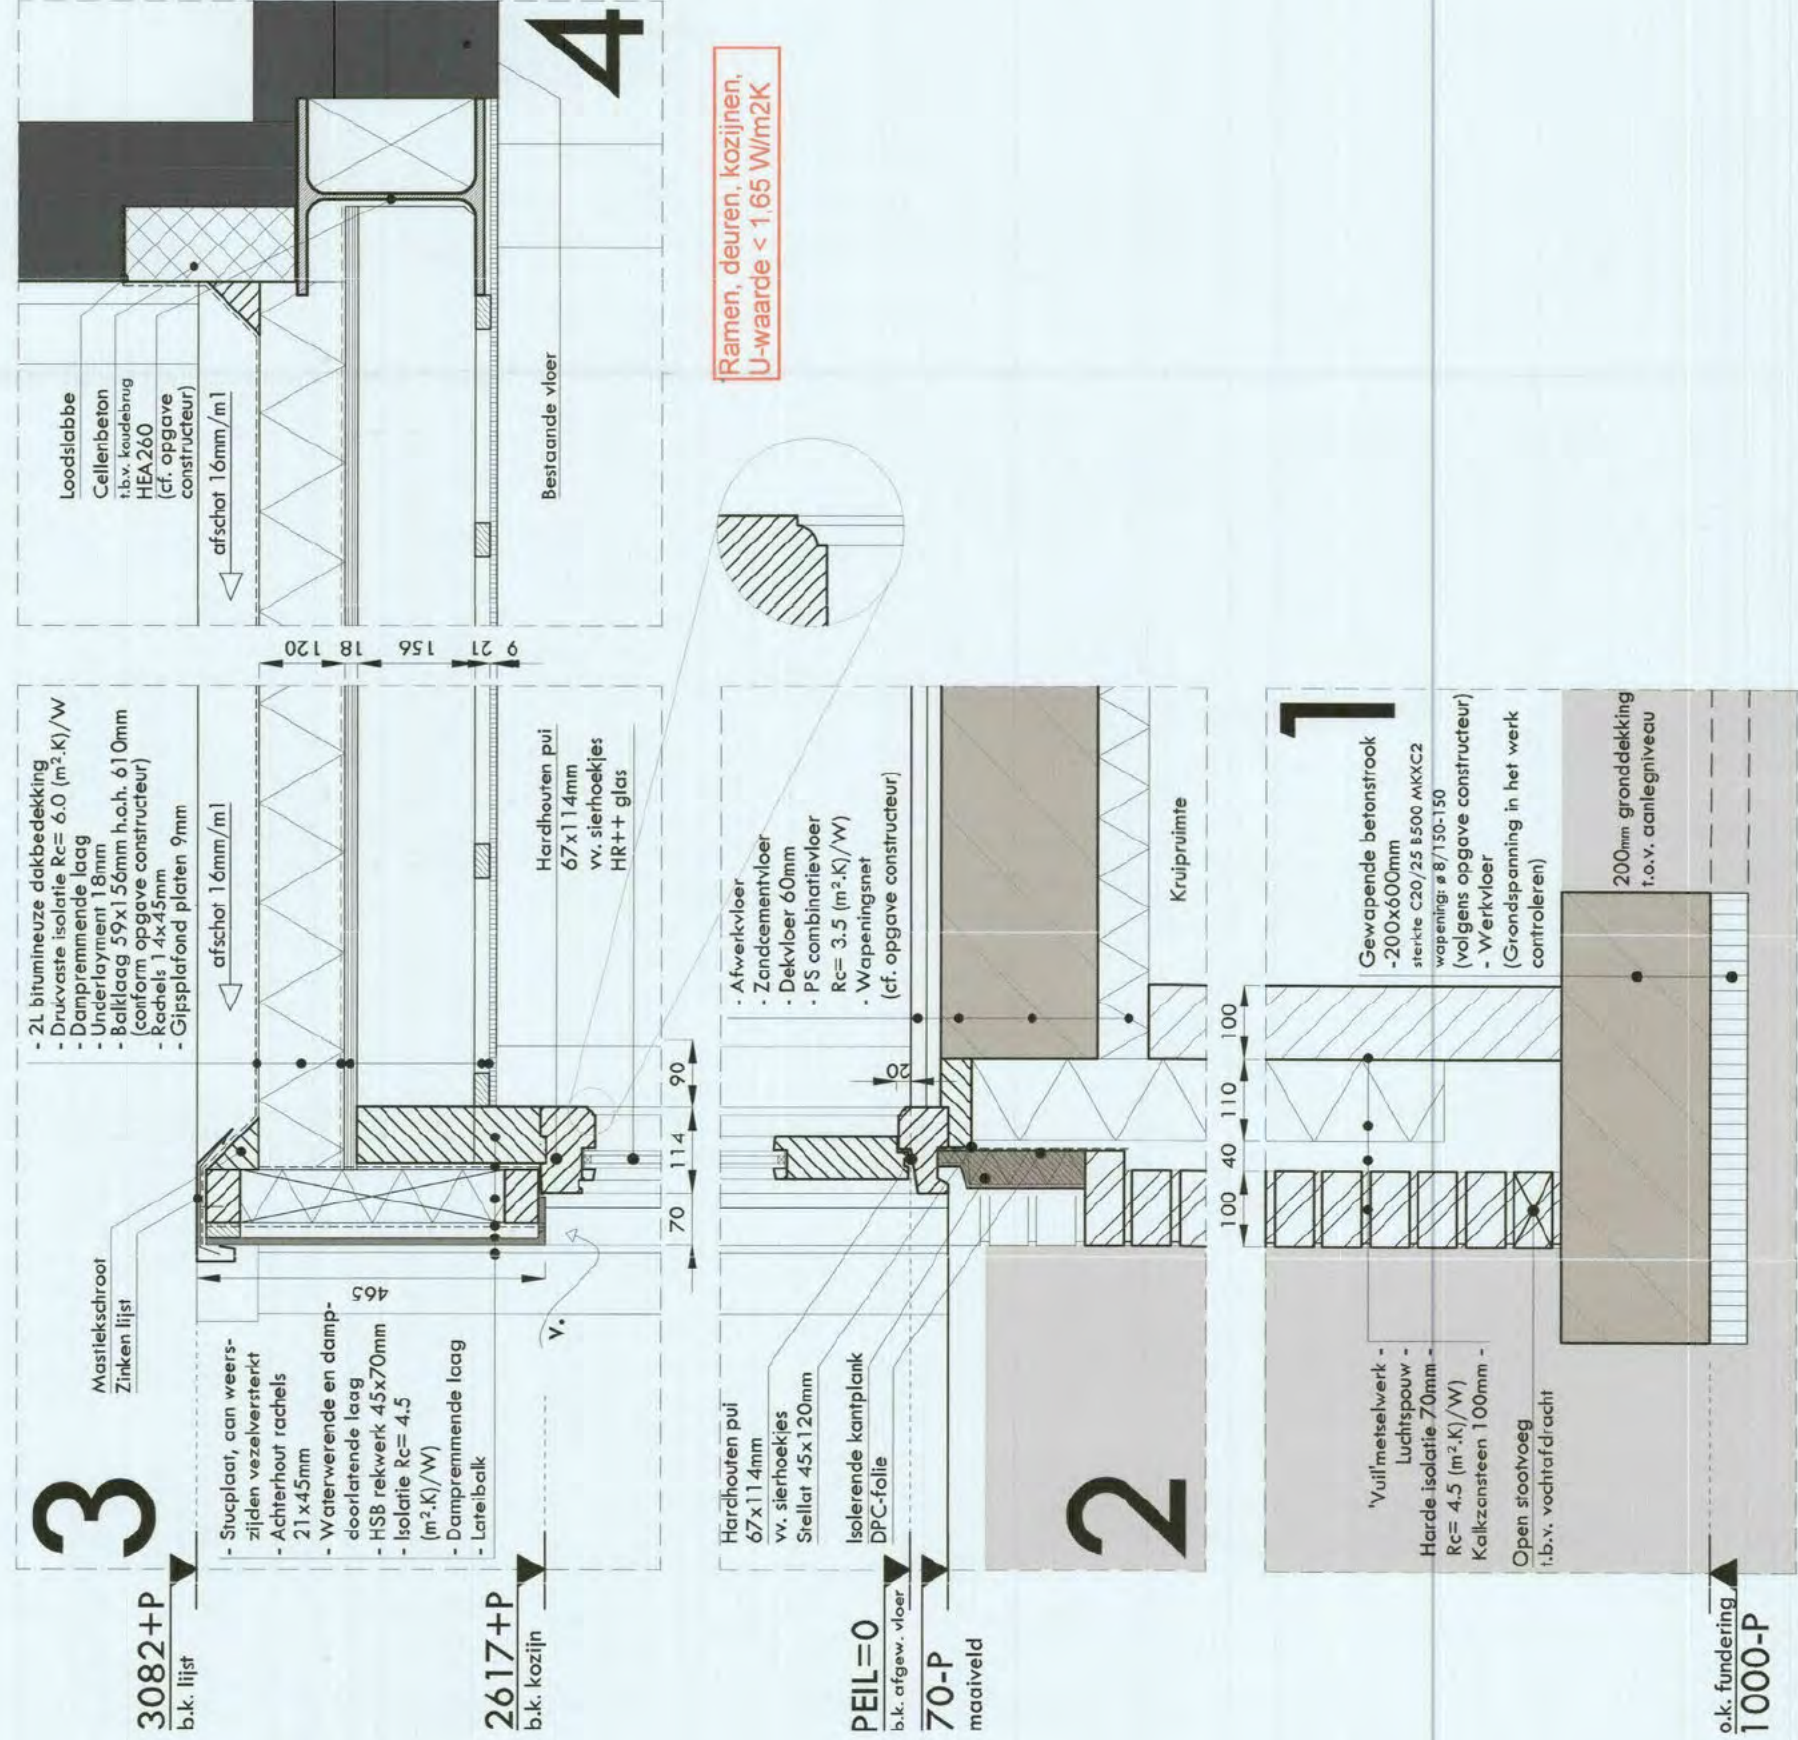 3
3082+P
b.k. lijst
2617+P
b.k. kozijn
Mastiekschroot
Zinken lijst
- 2L bitumineuze dakbedekking
- Drukvaste isolatie Rc= 6.0 (m².K)/W
- Dampremmende laag
- Underlayment 18mm
- Balklaag 59x156mm h.o.h. 610mm
(conform opgave constructeur)
- Rachels 14x45mm
- Gipsplafond platen 9mm
afschot 16mm/m1
- Stucplaat, aan weers-
zijden vezelversterkt
- Achterhout rachels
21x45mm
- Waterwerende en damp-
doorlatende laag
- HSB rekwerk 45x70mm
- Isolatie Rc= 4.5
(m².K)/W)
- Dampremmende laag
- Lateibalk
465
v.
Hardhouten pui
67x114mm
vv. sierhoekjes
HR++ glas
70
114
90
120
18
156
21
9
4
Loodslabbe
Cellenbeton
t.b.v. koudebrug
HEA260
(cf. opgave
constructeur)
afschot 16mm/m1
Bestaande vloer
Ramen, deuren, kozijnen,
U-waarde < 1,65 W/m2K
2
PEIL=0
b.k. afgew. vloer
70-P
maaiveld
Hardhouten pui
67x114mm
vv. sierhoekjes
Stellat 45x120mm
Isolerende kantplank
DPC-folie
- Afwerkvloer
- Zandcementvloer
- Dekvloer 60mm
- PS combinatievloer
Rc= 3.5 (m².K)/W)
- Wapeningsnet
(cf. opgave constructeur)
20
Kruipruimte
100
40
110
100
1
Gewapende betonstrook
-200x600mm
sterkte C20/25 B500 MKXC2
wapening: ø 8/150-150
(volgens opgave constructeur)
- Werkvloer
(Grondspanning in het werk
controleren)
200mm gronddekking
t.o.v. aanlegniveau
'Vuil'metselwerk -
Luchtspouw -
Harde isolatie 70mm -
Rc= 4.5 (m².K)/W)
Kalkzansteen 100mm -
Open stootvoeg
t.b.v. vochtafdracht
o.k. fundering
1000-P